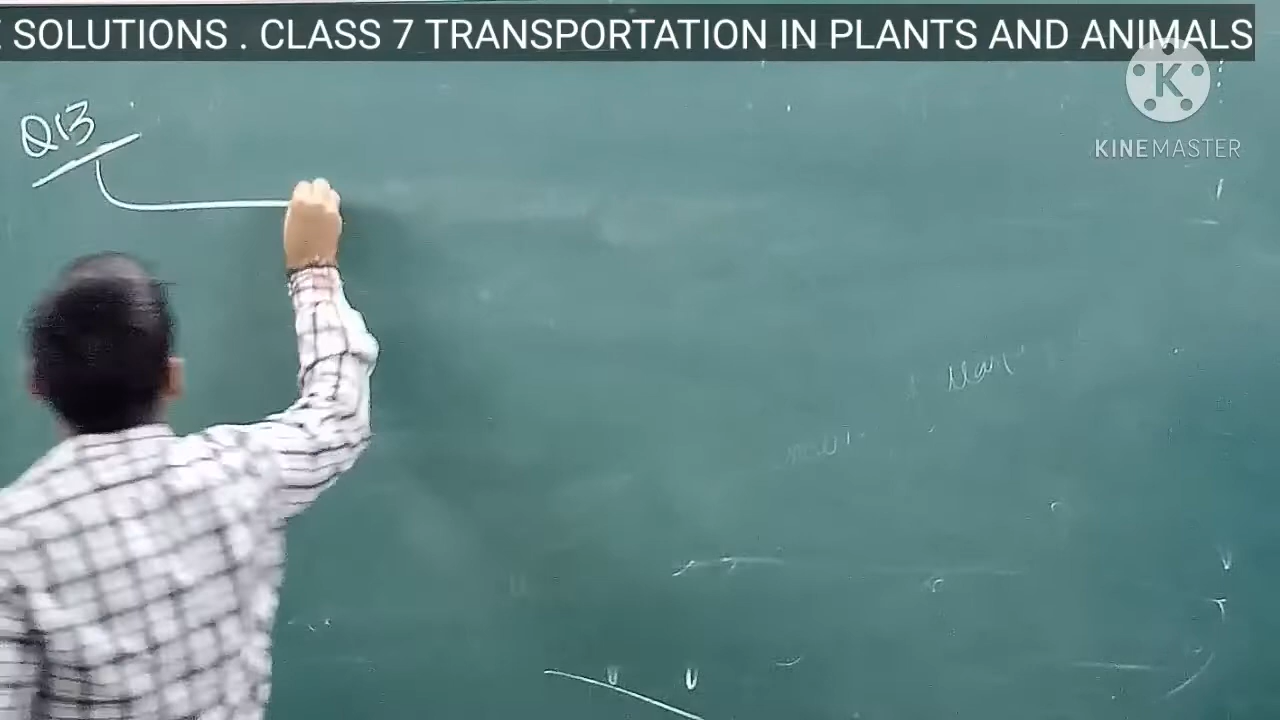 SOLUTIONS . CLASS 7 TRANSPORTATION IN PLANTS AND ANIMALS
K
KINEMASTER
Q13